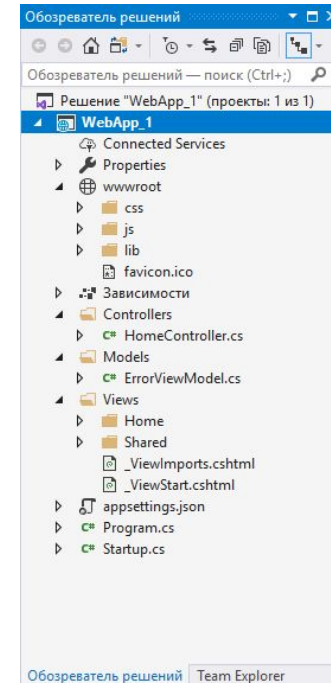 Обозреватель решений
Обозреватель решений — поиск (Ctrl+;)
Решение "WebApp_1" (проекты: 1 из 1)
WebApp_1
Connected Services
Properties
wwwroot
css
js
lib
favicon.ico
Зависимости
Controllers
C# HomeController.cs
Models
C# ErrorViewModel.cs
Views
Home
Shared
_ViewImports.cshtml
_ViewStart.cshtml
appsettings.json
C# Program.cs
C# Startup.cs
Обозреватель решений Team Explorer